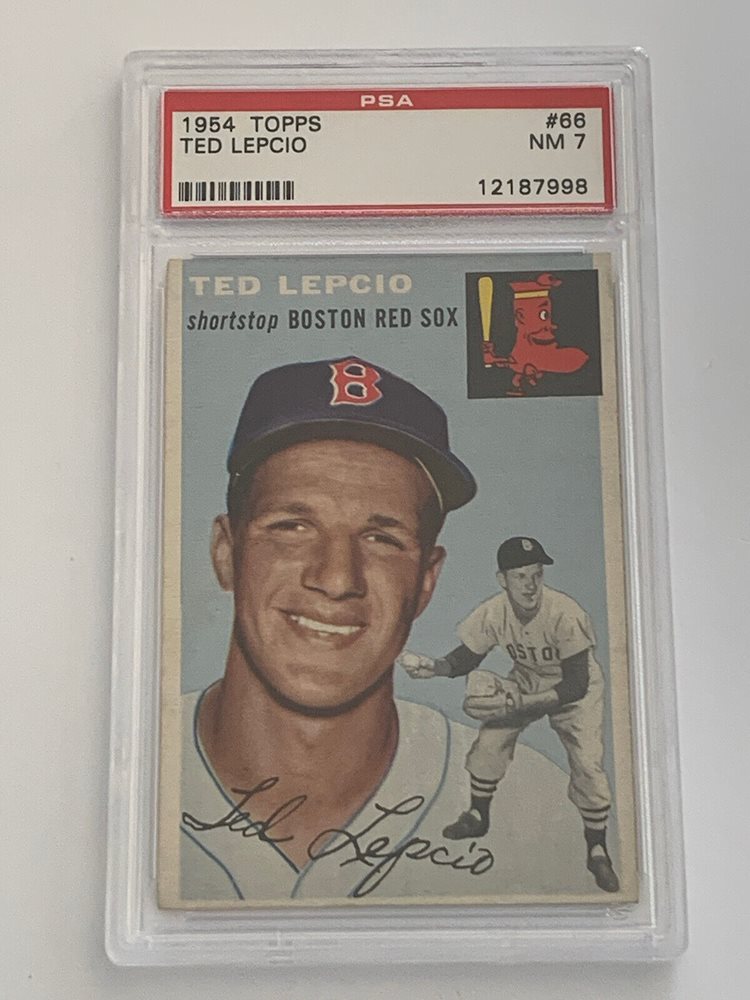 PSA
1954 TOPPS #66
TED LEPCIO NM 7
12187998
TED LEPCIO
shortstop BOSTON RED SOX
B
B
OSTO
Ted Lepcio